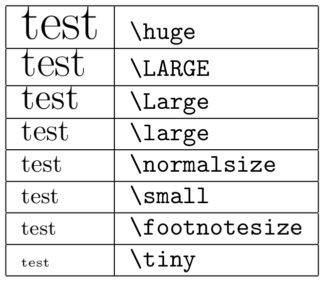 test \huge
test \LARGE
test \Large
test \large
test \normalsize
test \small
test \footnotesize
test \tiny